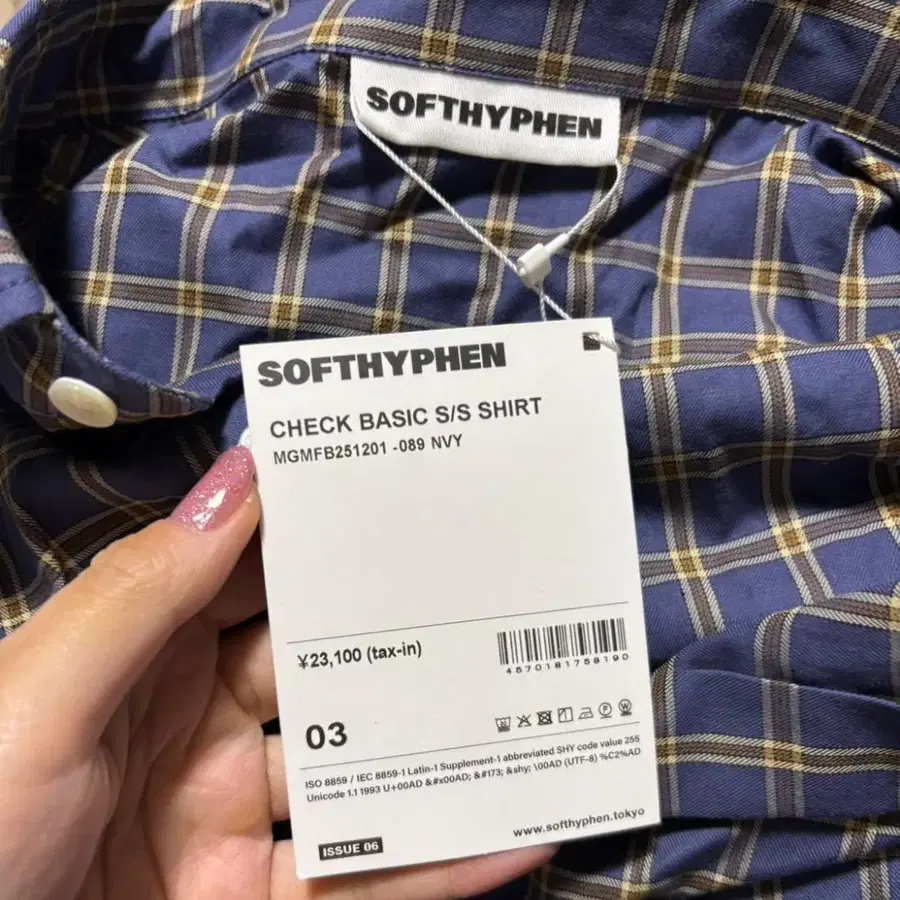 SOFTHYPHEN
SOFTHYPHEN
CHECK BASIC S/S SHIRT
MGMFB251201 -089 NVY
¥23,100 (tax-in)
4570181758190
03
ISO 8859 / IEC 8859-1 Latin-1 Supplement-1 abbreviated SHY code value 255
Unicode 1.1 1993 U+00AD &#x00AD; &#173; &shy; \00AD (UTF-8) %C2%AD
www.softhyphen.tokyo
ISSUE 06